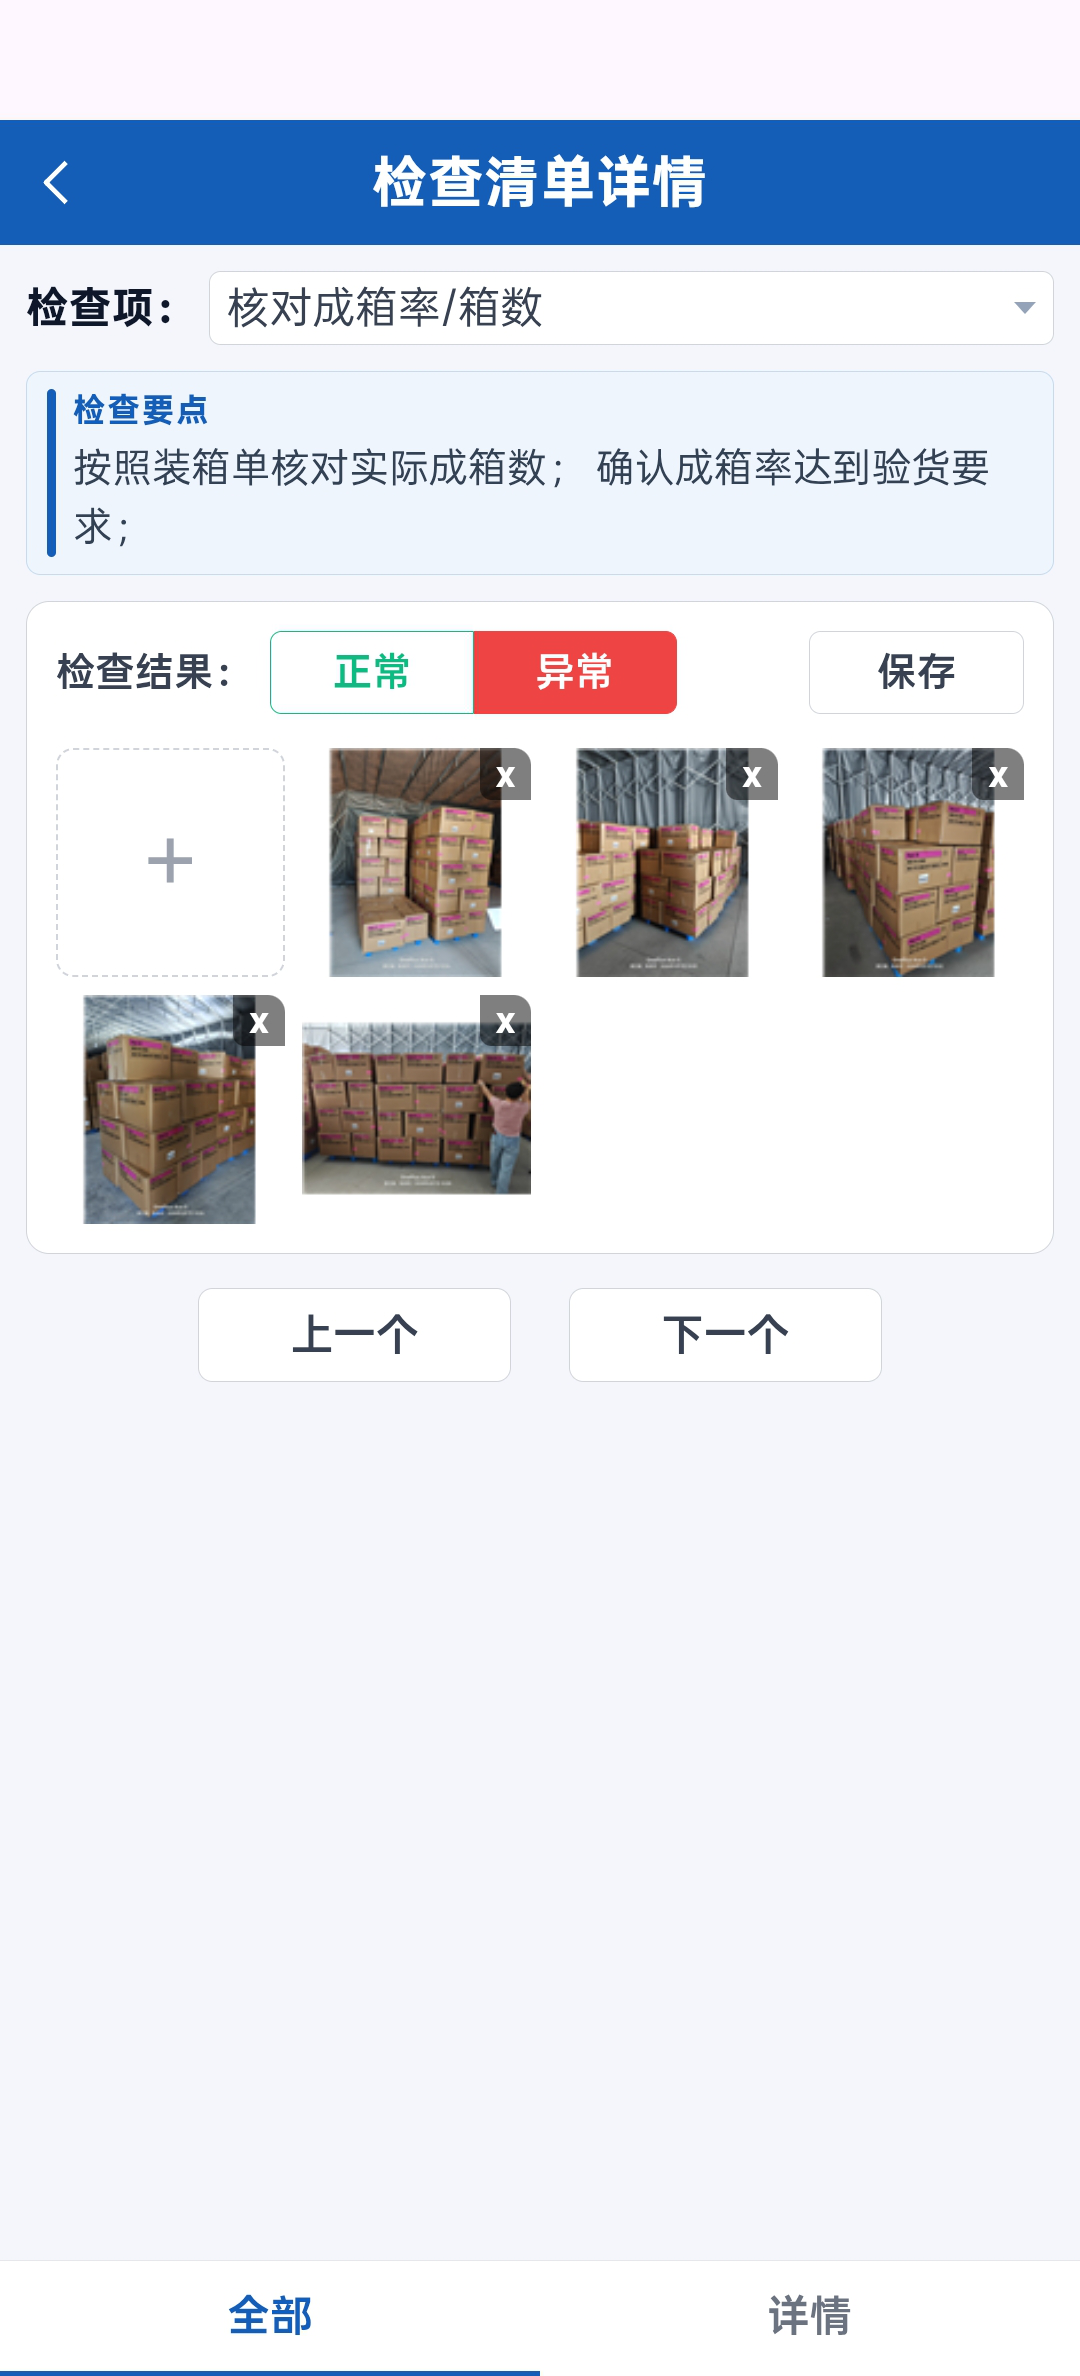 检查清单详情
检查项：
核对成箱率/箱数
检查要点
按照装箱单核对实际成箱数； 确认成箱率达到验货要
求；
检查结果：
正常
异常
保存
+
x
x
x
x
x
上一个
下一个
全部
详情